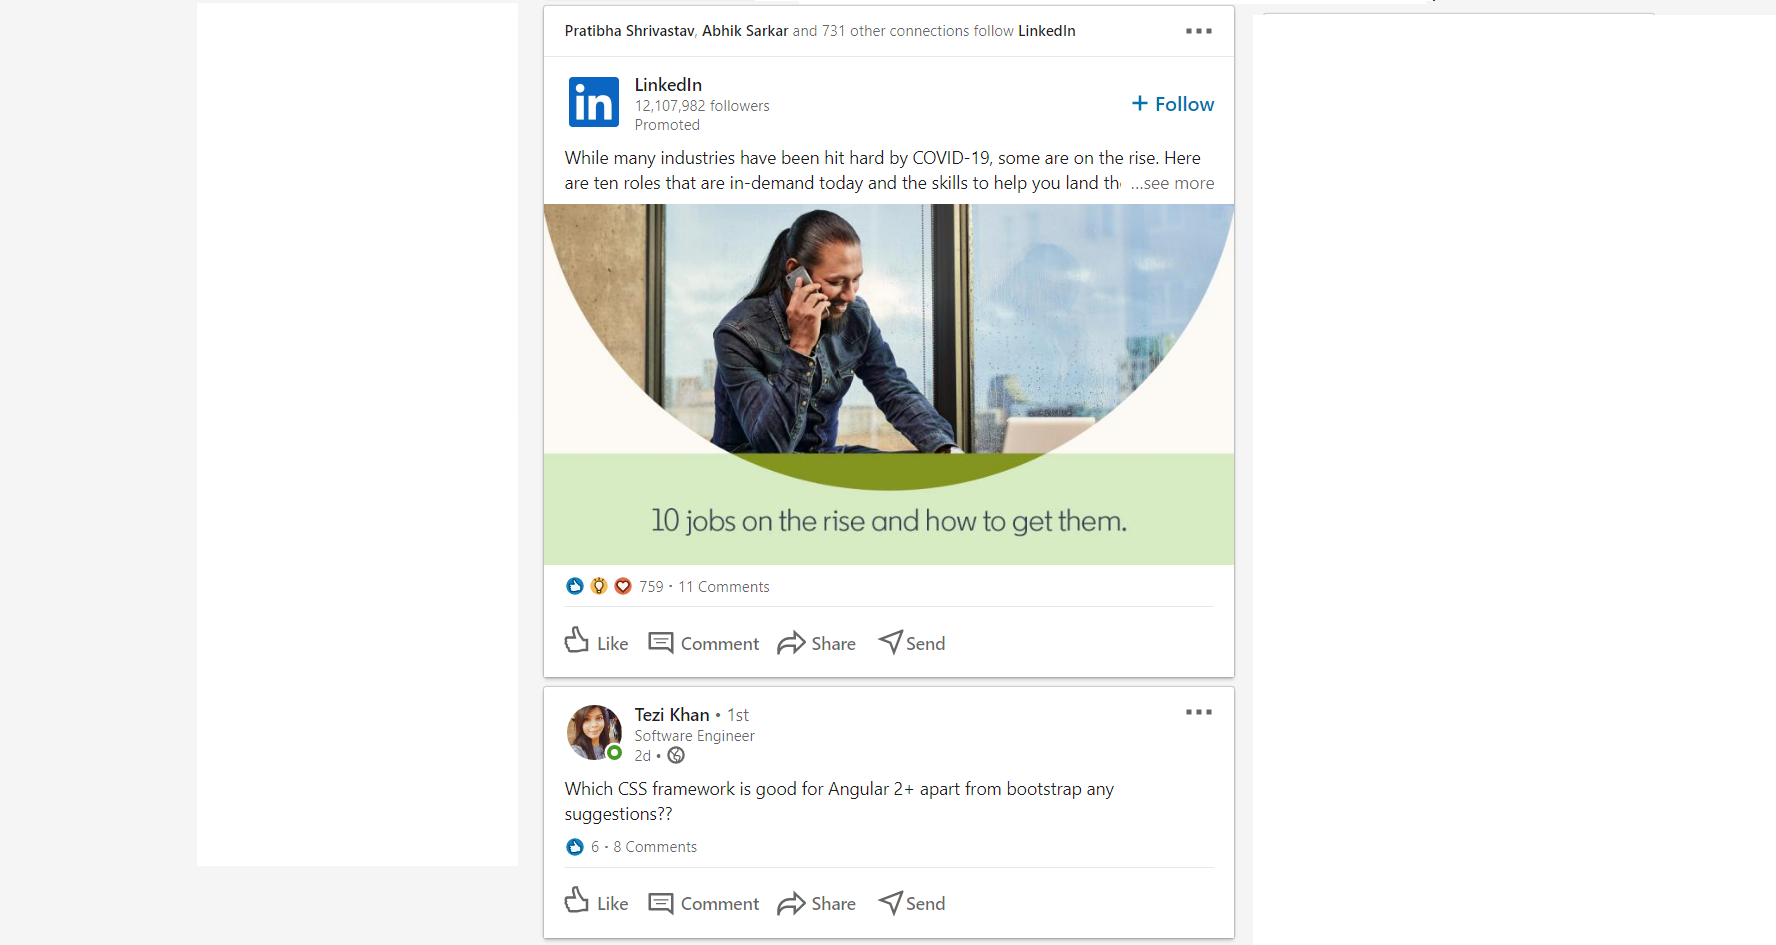 Pratibha Shrivastav, Abhik Sarkar and 731 other connections follow LinkedIn
in
LinkedIn
12,107,982 followers
Promoted
+ Follow
While many industries have been hit hard by COVID-19, some are on the rise. Here
are ten roles that are in-demand today and the skills to help you land ...see more
10 jobs on the rise and how to get them.
759 • 11 Comments
Like Comment Share Send
Tezi Khan • 1st
Software Engineer
2d •
Which CSS framework is good for Angular 2+ apart from bootstrap any
suggestions??
6 • 8 Comments
Like Comment Share Send